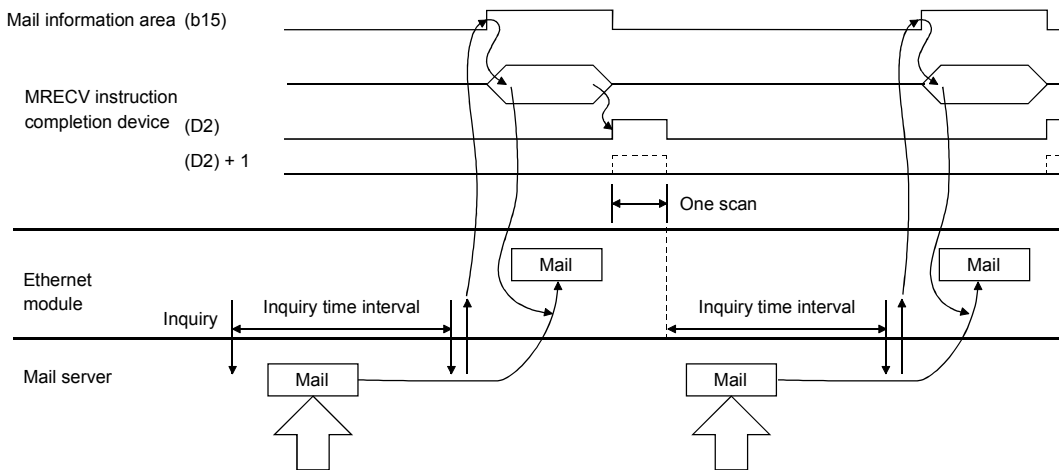 Mail information area (b15)
MRECV instruction
completion device
(D2)
(D2) + 1
One scan
Ethernet
module
Mail
Mail
Inquiry
Inquiry time interval
Inquiry time interval
Mail server
Mail
Mail